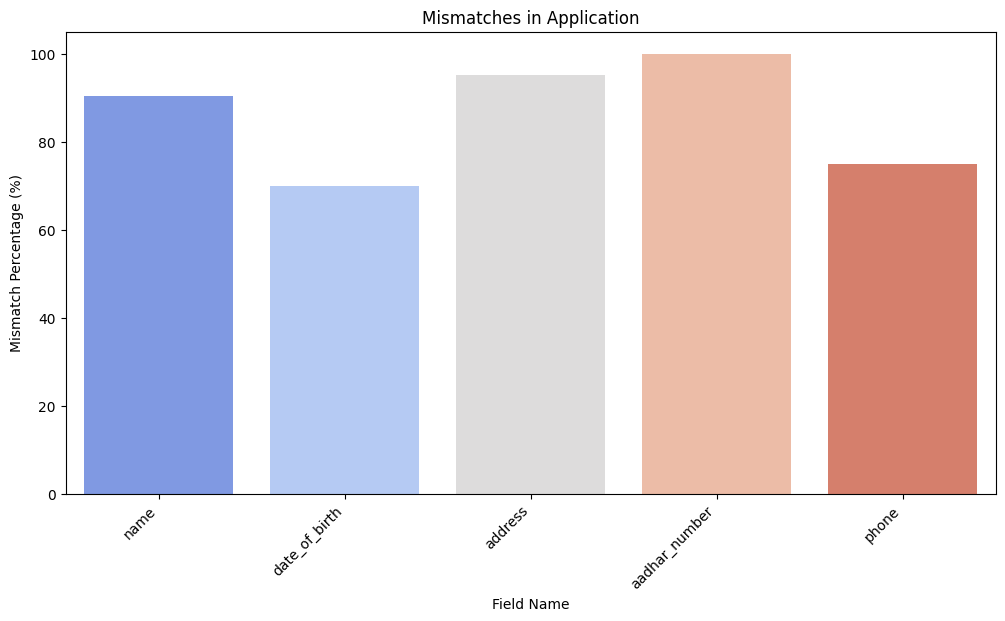 Mismatches in Application
Mismatch Percentage (%)
100
80
60
40
20
0
name
date_of_birth
address
aadhar_number
phone
Field Name